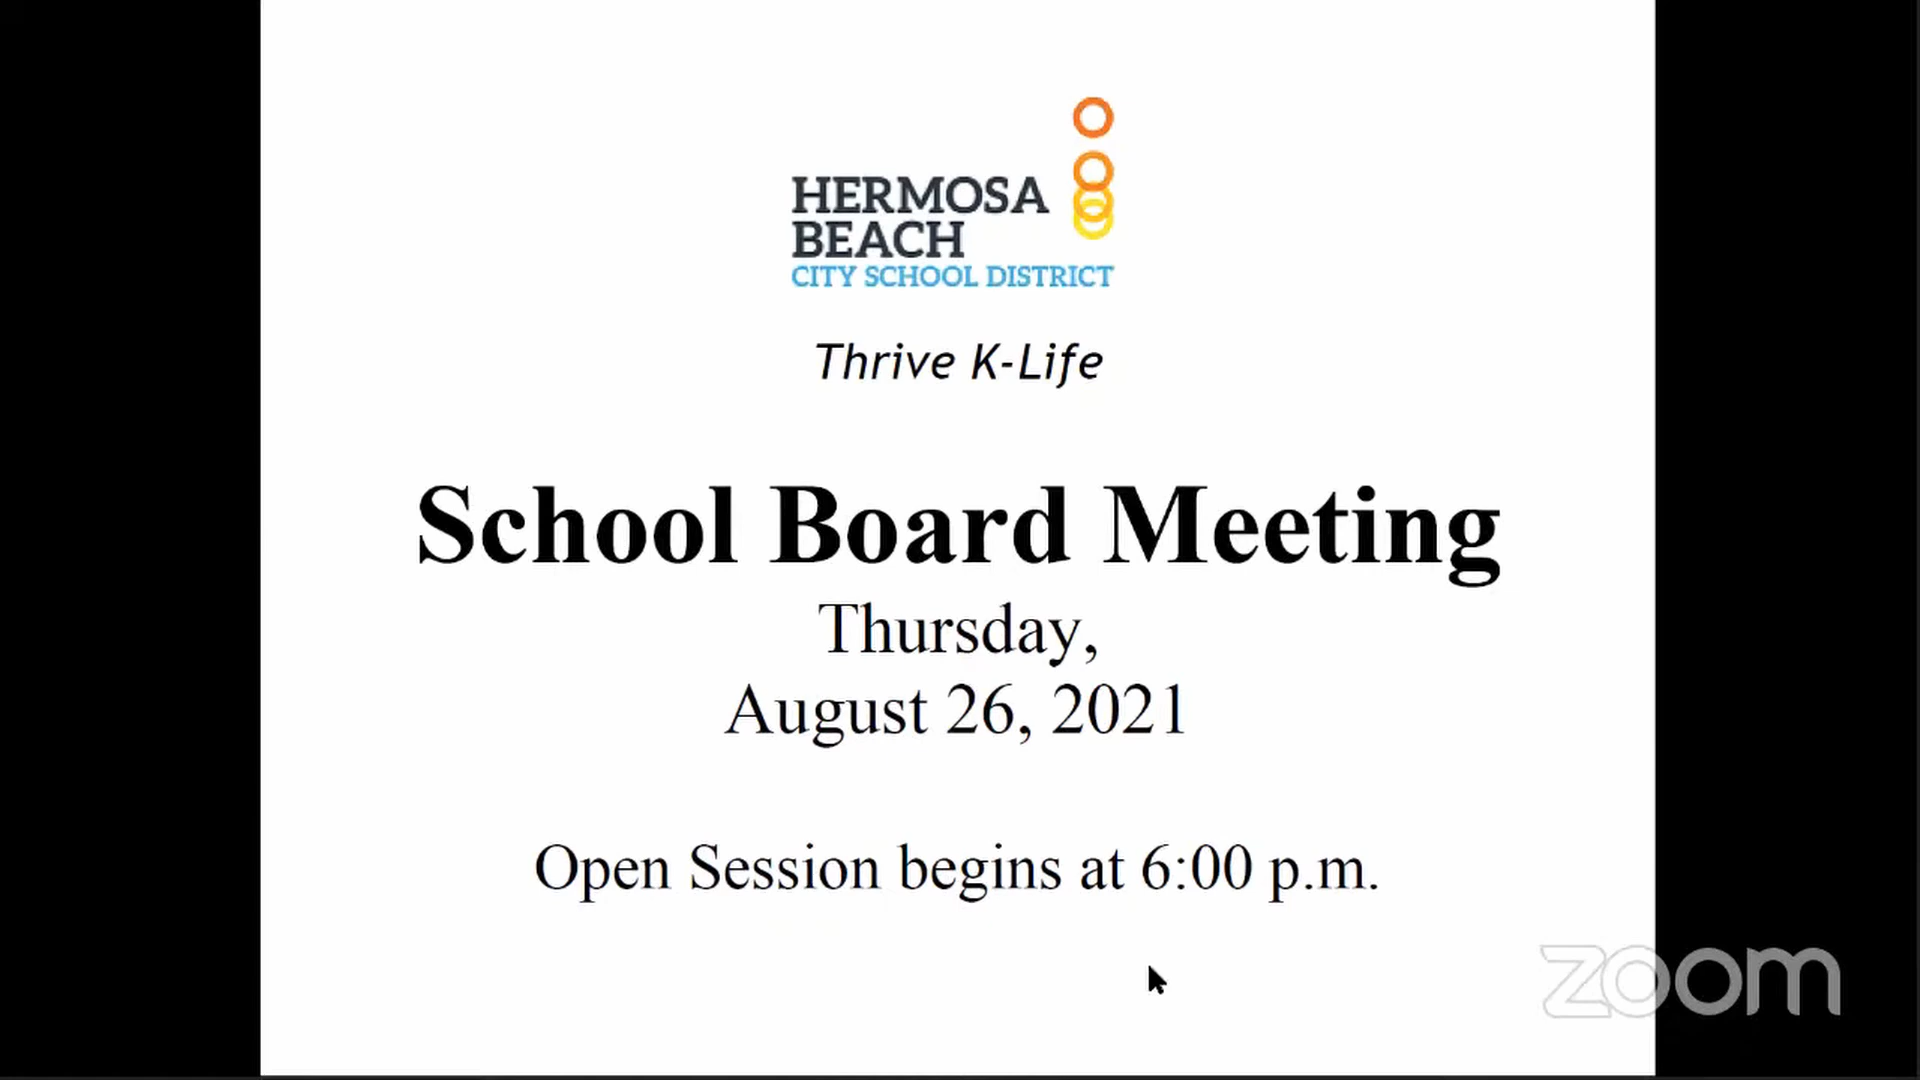 HERMOSA
BEACH
CITY SCHOOL DISTRICT
Thrive K-Life
School Board Meeting
Thursday,
August 26, 2021
Open Session begins at 6:00 p.m.
zoom